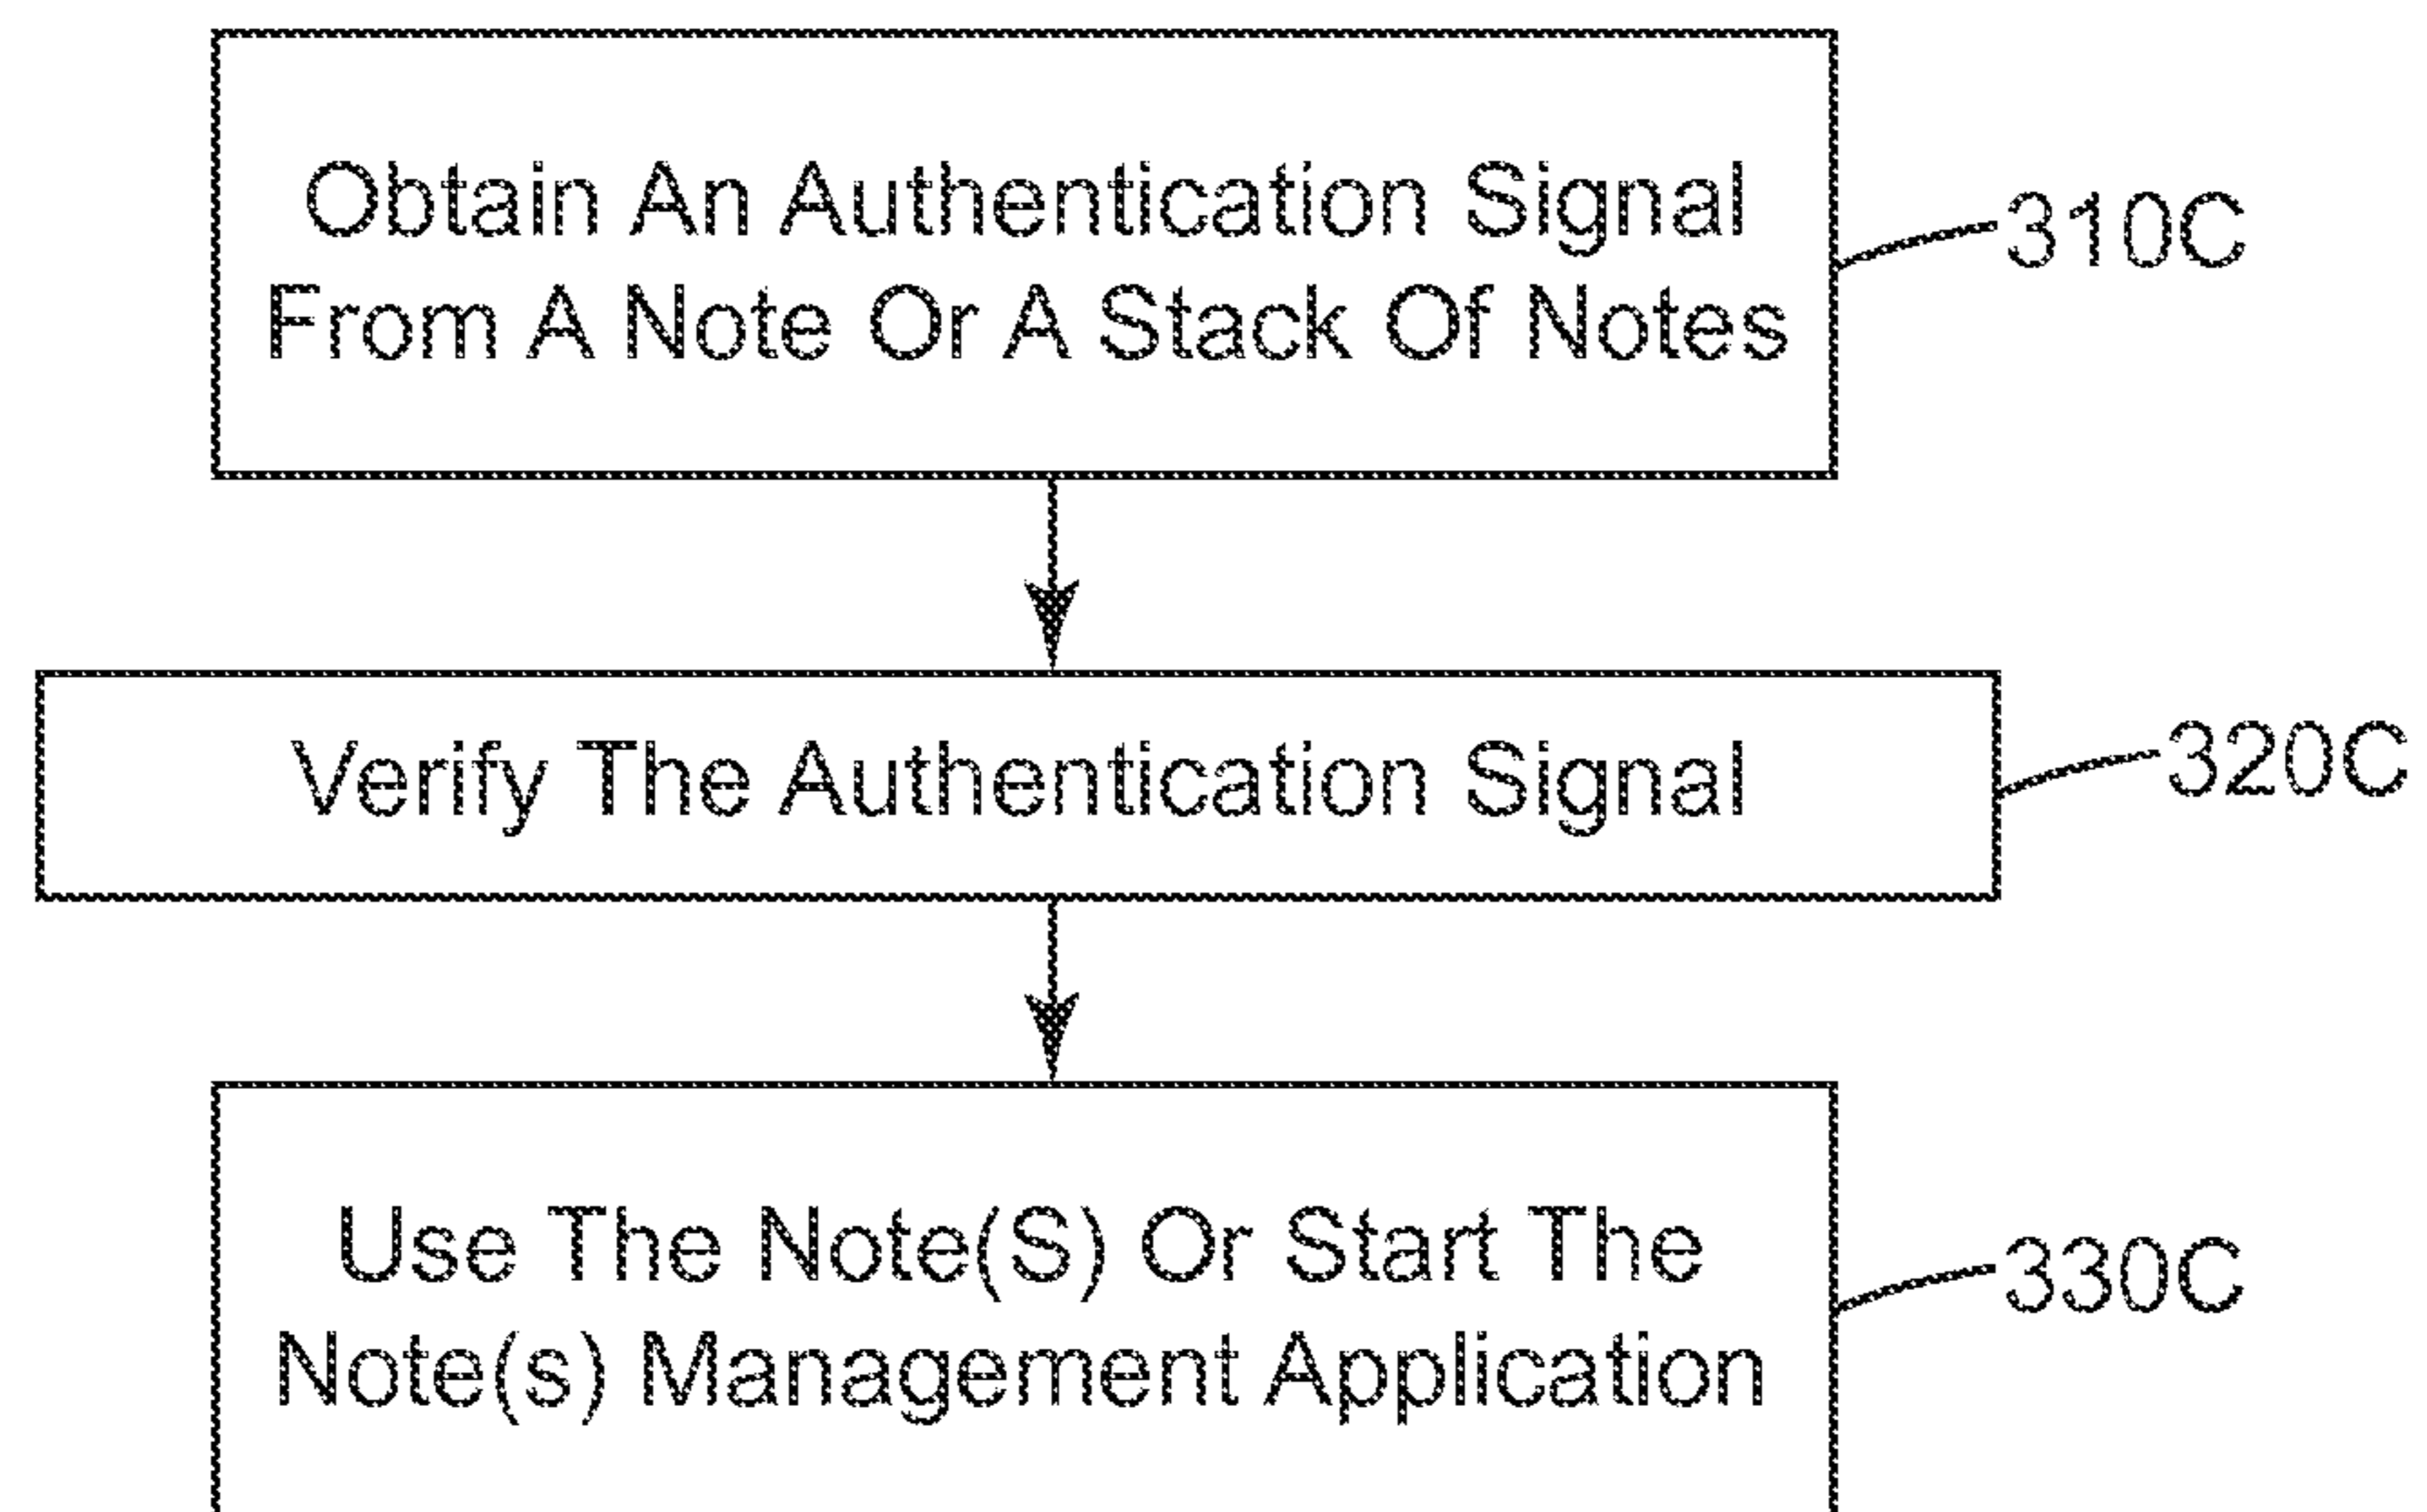 Obtain An Authentication Signal
From A Note Or A Stack Of Notes
310C
Verify The Authentication Signal
320C
Use The Note(S) Or Start The
Note(s) Management Application
330C